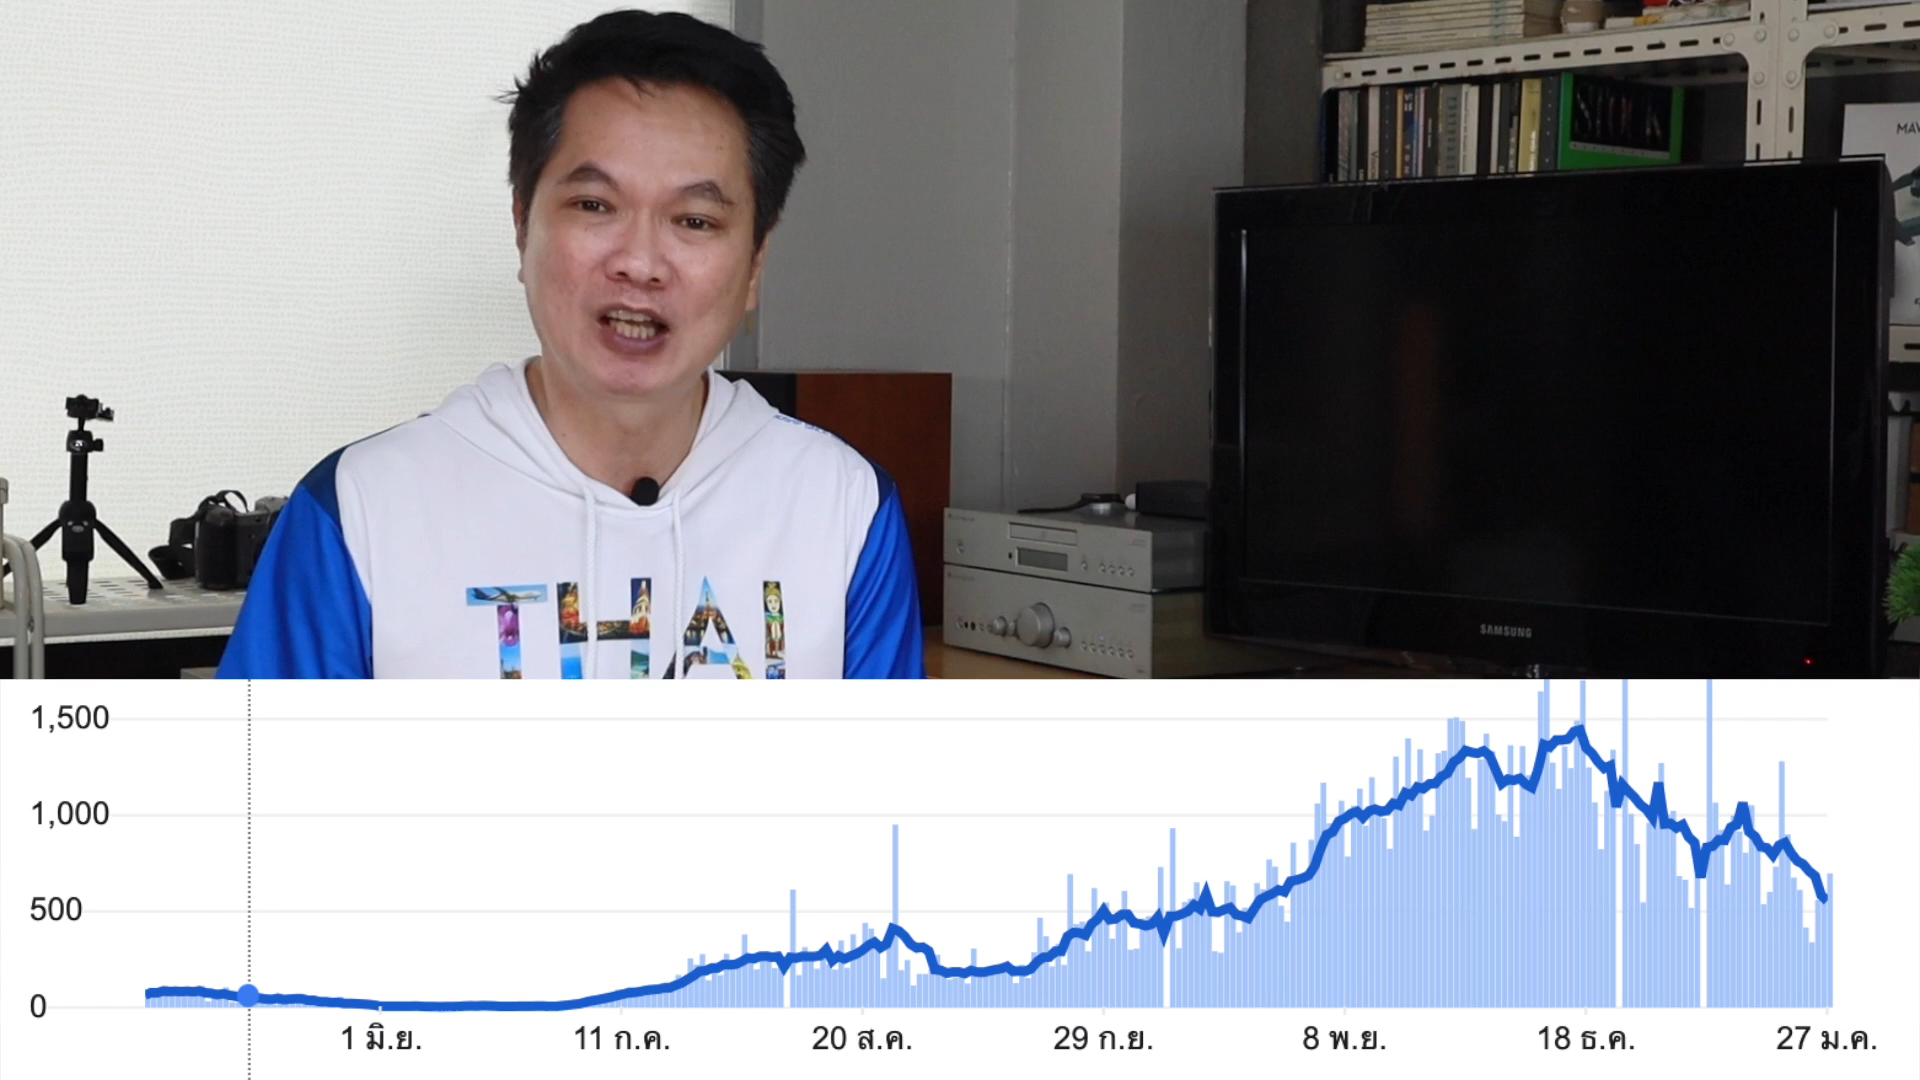 MAV
SAMSUNG
THAI
1,500
1,000
500
0
1 มิ.ย.
11 ก.ค.
20 ส.ค.
29 ก.ย.
8 พ.ย.
18 ธ.ค.
27 ม.ค.